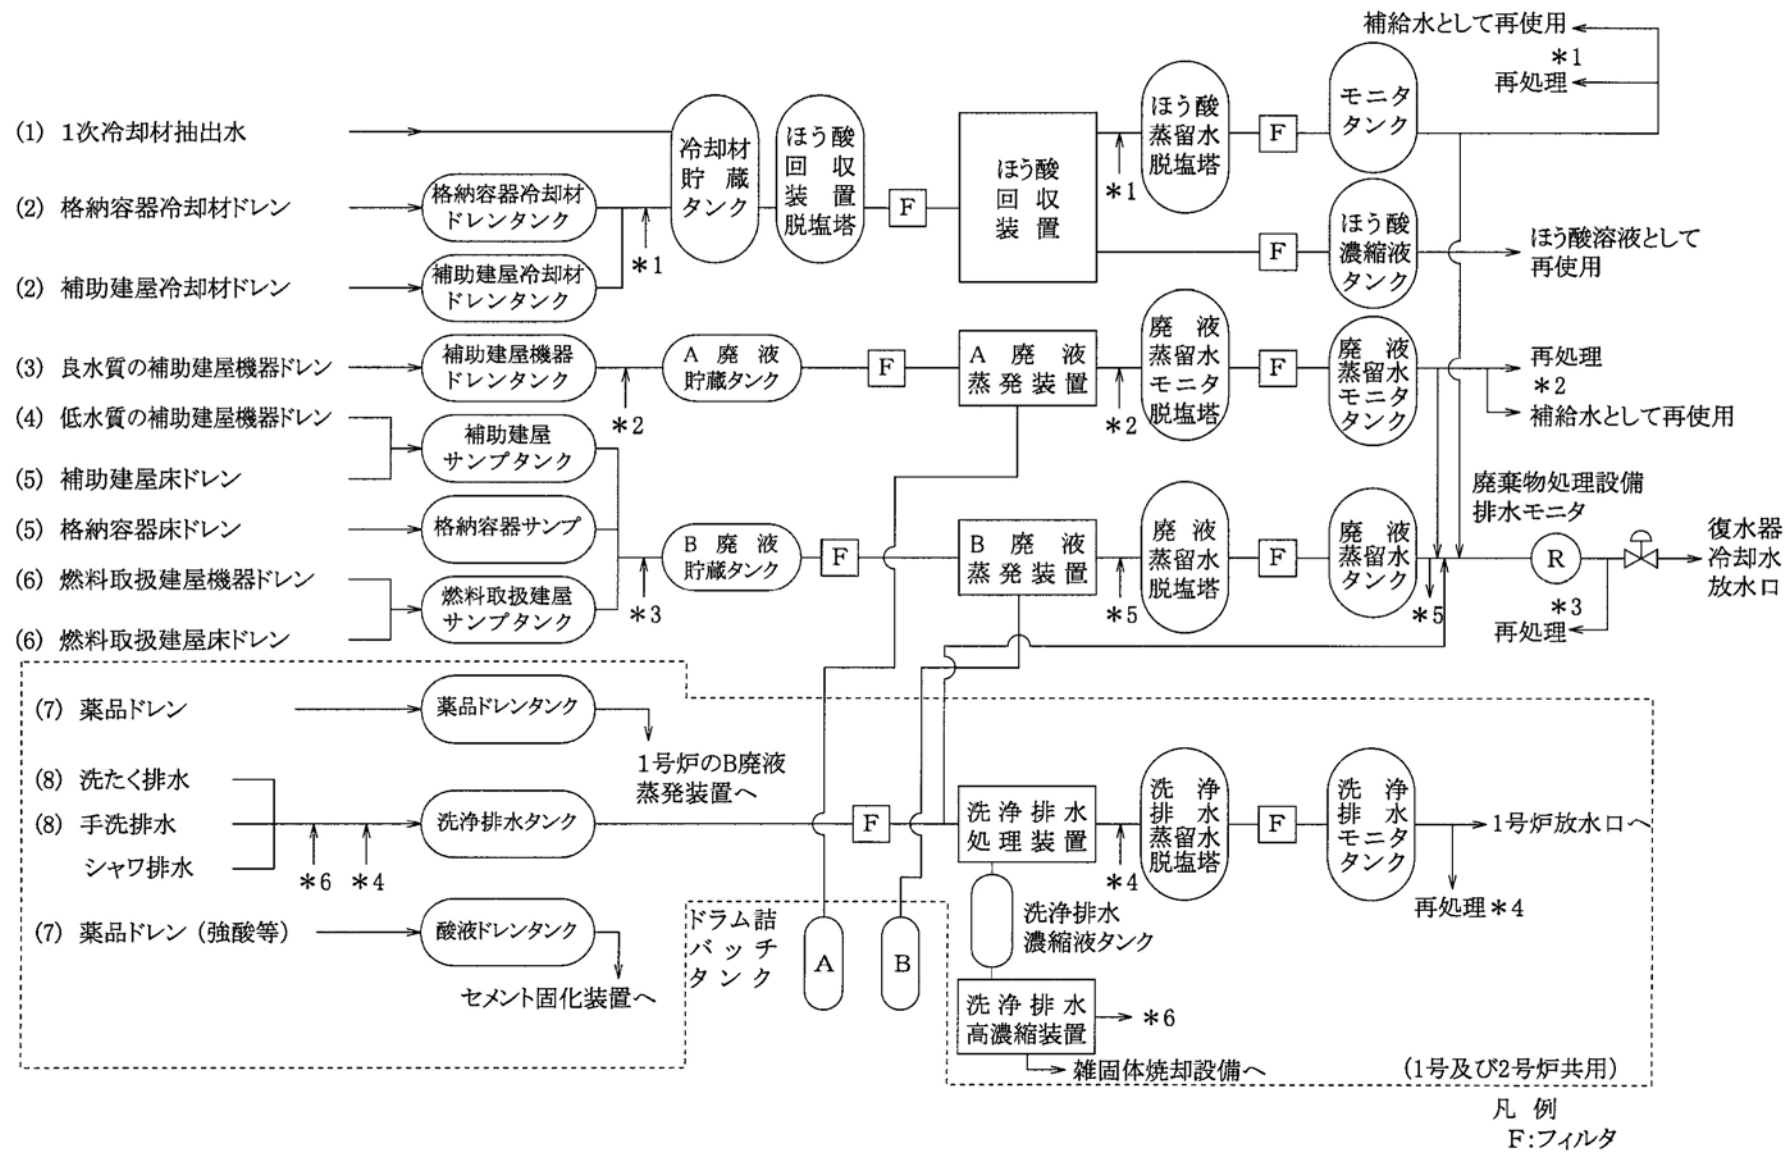 補給水として再使用
*1
再処理
(1) 1次冷却材抽出水
冷却材
貯蔵
タンク
ほう酸
回収
装置
脱塩塔
F
ほう酸
回収
装置
*1
ほう酸
蒸留水
脱塩塔
F
モニタ
タンク
(2) 格納容器冷却材ドレン
格納容器冷却材
ドレンタンク
*1
(2) 補助建屋冷却材ドレン
補助建屋冷却材
ドレンタンク
F
ほう酸
濃縮液
タンク
ほう酸溶液として
再使用
(3) 良水質の補助建屋機器ドレン
補助建屋機器
ドレンタンク
*2
A廃液
貯蔵タンク
F
A廃液
蒸発装置
*2
廃液
蒸留水
モニタ
脱塩塔
F
廃液
蒸留水
モニタ
タンク
再処理
*2
補給水として再使用
(4) 低水質の補助建屋機器ドレン
(5) 補助建屋床ドレン
補助建屋
サンプタンク
(5) 格納容器床ドレン
格納容器サンプ
(6) 燃料取扱建屋機器ドレン
(6) 燃料取扱建屋床ドレン
燃料取扱建屋
サンプタンク
*3
B廃液
貯蔵タンク
F
B廃液
蒸発装置
*5
廃液
蒸留水
脱塩塔
F
廃液
蒸留水
タンク
*5
廃棄物処理設備
排水モニタ
R
*3
再処理
復水器
冷却水
放水口
(7) 薬品ドレン
薬品ドレンタンク
1号炉のB廃液
蒸発装置へ
(8) 洗たく排水
(8) 手洗排水
シャワ排水
*6
*4
洗浄排水タンク
F
洗浄排水
処理装置
*4
洗浄
排水
蒸留水
脱塩塔
F
洗浄
排水
モニタ
タンク
1号炉放水口へ
再処理*4
(7) 薬品ドレン (強酸等)
酸液ドレンタンク
セメント固化装置へ
ドラム詰
バッチ
タンク
A
B
洗浄排水
濃縮液タンク
洗浄排水
高濃縮装置
*6
雑固体焼却設備へ
(1号及び2号炉共用)
凡例
F:フィルタ